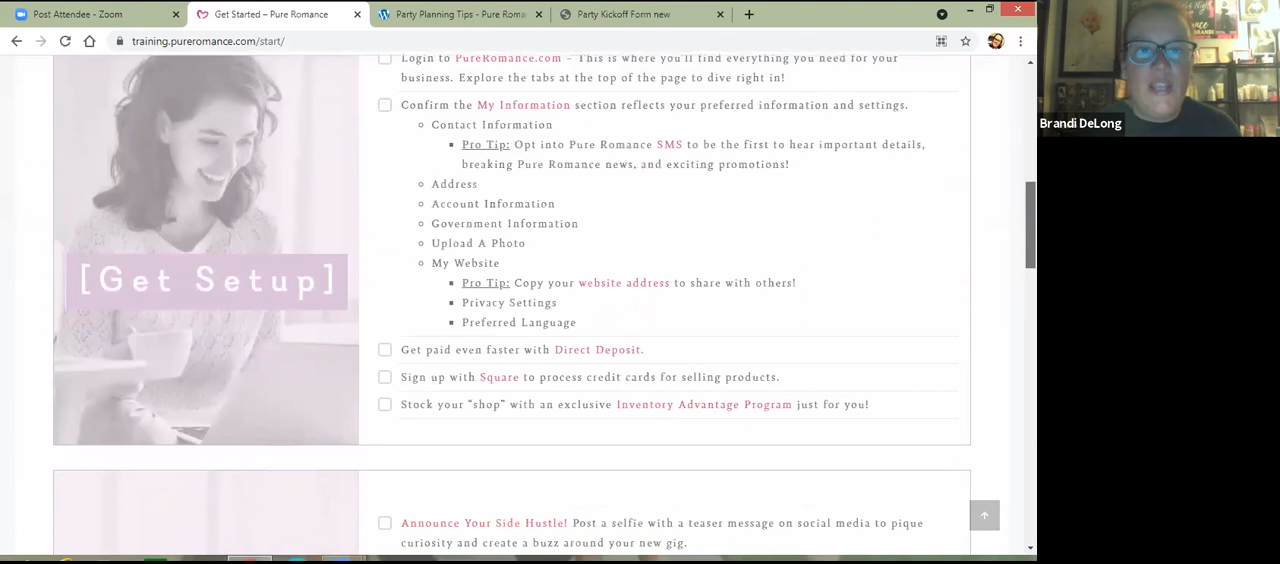 Post Attendee - Zoom
Get Started – Pure Romance
Party Planning Tips - Pure Roma
Party Kickoff Form new
training.pureromance.com/start/
Login to PureRomance.com – This is where you'll find everything you need for your
business. Explore the tabs at the top of the page to dive right in!
Confirm the My Information section reflects your preferred information and settings.
Contact Information
Pro Tip: Opt into Pure Romance SMS to be the first to hear important details,
breaking Pure Romance news, and exciting promotions!
Address
Account Information
Government Information
Upload A Photo
My Website
Pro Tip: Copy your website address to share with others!
Privacy Settings
Preferred Language
[Get Setup]
Get paid even faster with Direct Deposit.
Sign up with Square to process credit cards for selling products.
Stock your “shop” with an exclusive Inventory Advantage Program just for you!
Announce Your Side Hustle! Post a selfie with a teaser message on social media to pique
curiosity and create a buzz around your new gig.
Brandi DeLong